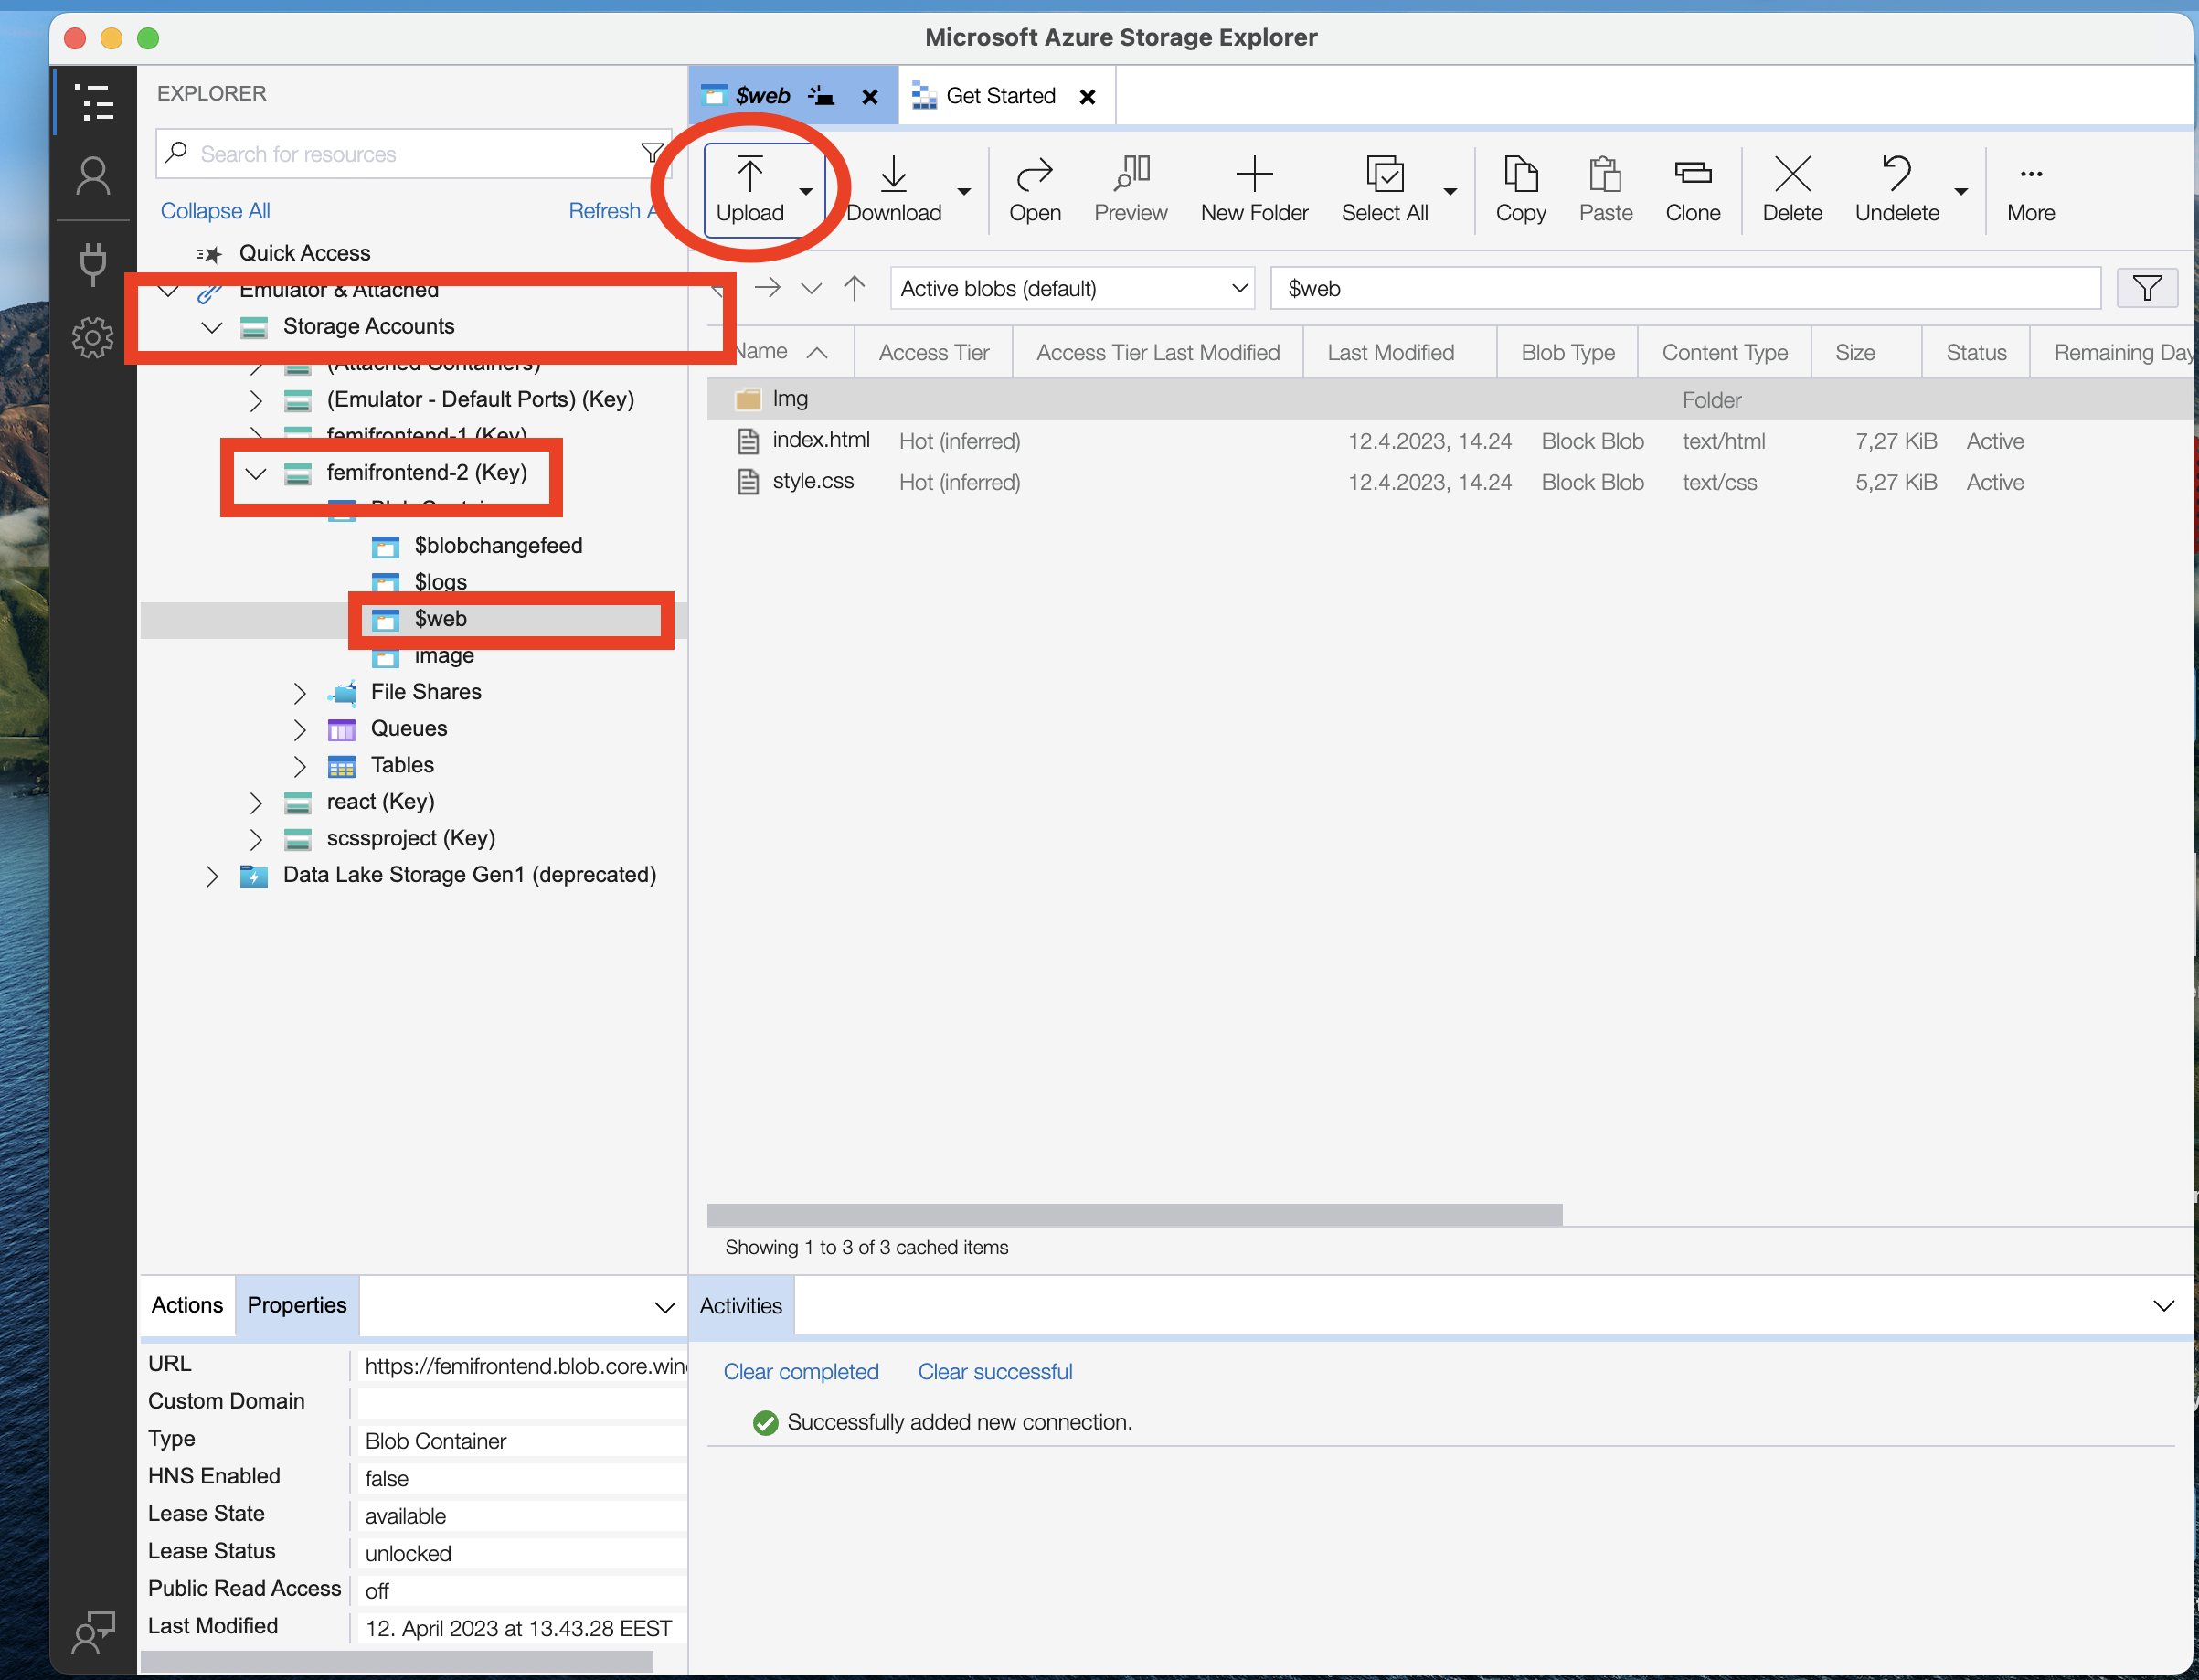 Microsoft Azure Storage Explorer
EXPLORER
$web
Get Started
Search for resources
Collapse All
Refresh
Upload
Download
Open
Preview
New Folder
Select All
Copy
Paste
Clone
Delete
Undelete
More
Active blobs (default)
$web
Quick Access
Emulator & Attached
Storage Accounts
(Attached Containers)
(Emulator - Default Ports) (Key)
femifrontend-1 (Key)
femifrontend-2 (Key)
$blobchangefeed
$logs
$web
image
File Shares
Queues
Tables
react (Key)
scssproject (Key)
Data Lake Storage Gen1 (deprecated)
Name Access Tier Access Tier Last Modified Last Modified Blob Type Content Type Size Status Remaining Day
Img Folder
index.html Hot (inferred) 12.4.2023, 14.24 Block Blob text/html 7,27 KiB Active
style.css Hot (inferred) 12.4.2023, 14.24 Block Blob text/css 5,27 KiB Active
Showing 1 to 3 of 3 cached items
Actions Properties
URL https://femifrontend.blob.core.win
Custom Domain
Type Blob Container
HNS Enabled false
Lease State available
Lease Status unlocked
Public Read Access off
Last Modified 12. April 2023 at 13.43.28 EEST
Activities
Clear completed Clear successful
Successfully added new connection.